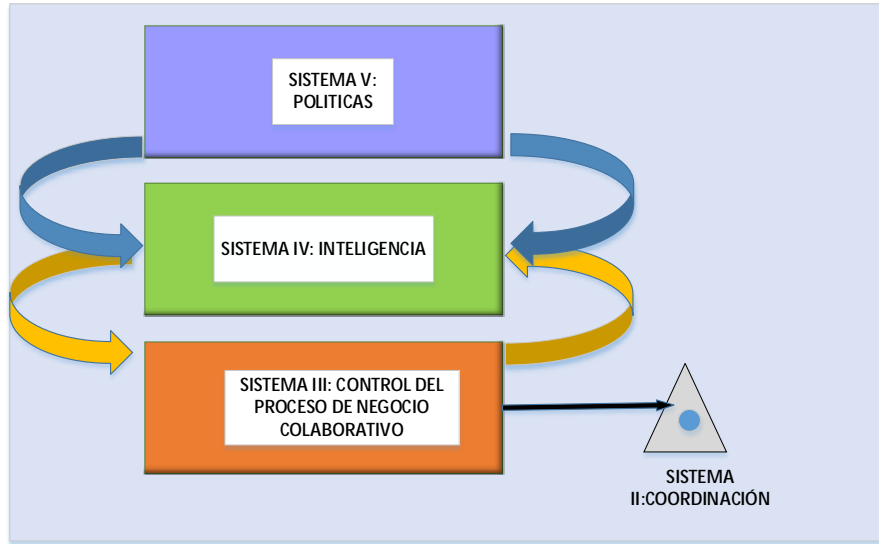 SISTEMA V:
POLITICAS
SISTEMA IV: INTELIGENCIA
SISTEMA III: CONTROL DEL
PROCESO DE NEGOCIO
COLABORATIVO
SISTEMA
II:COORDINACIÓN